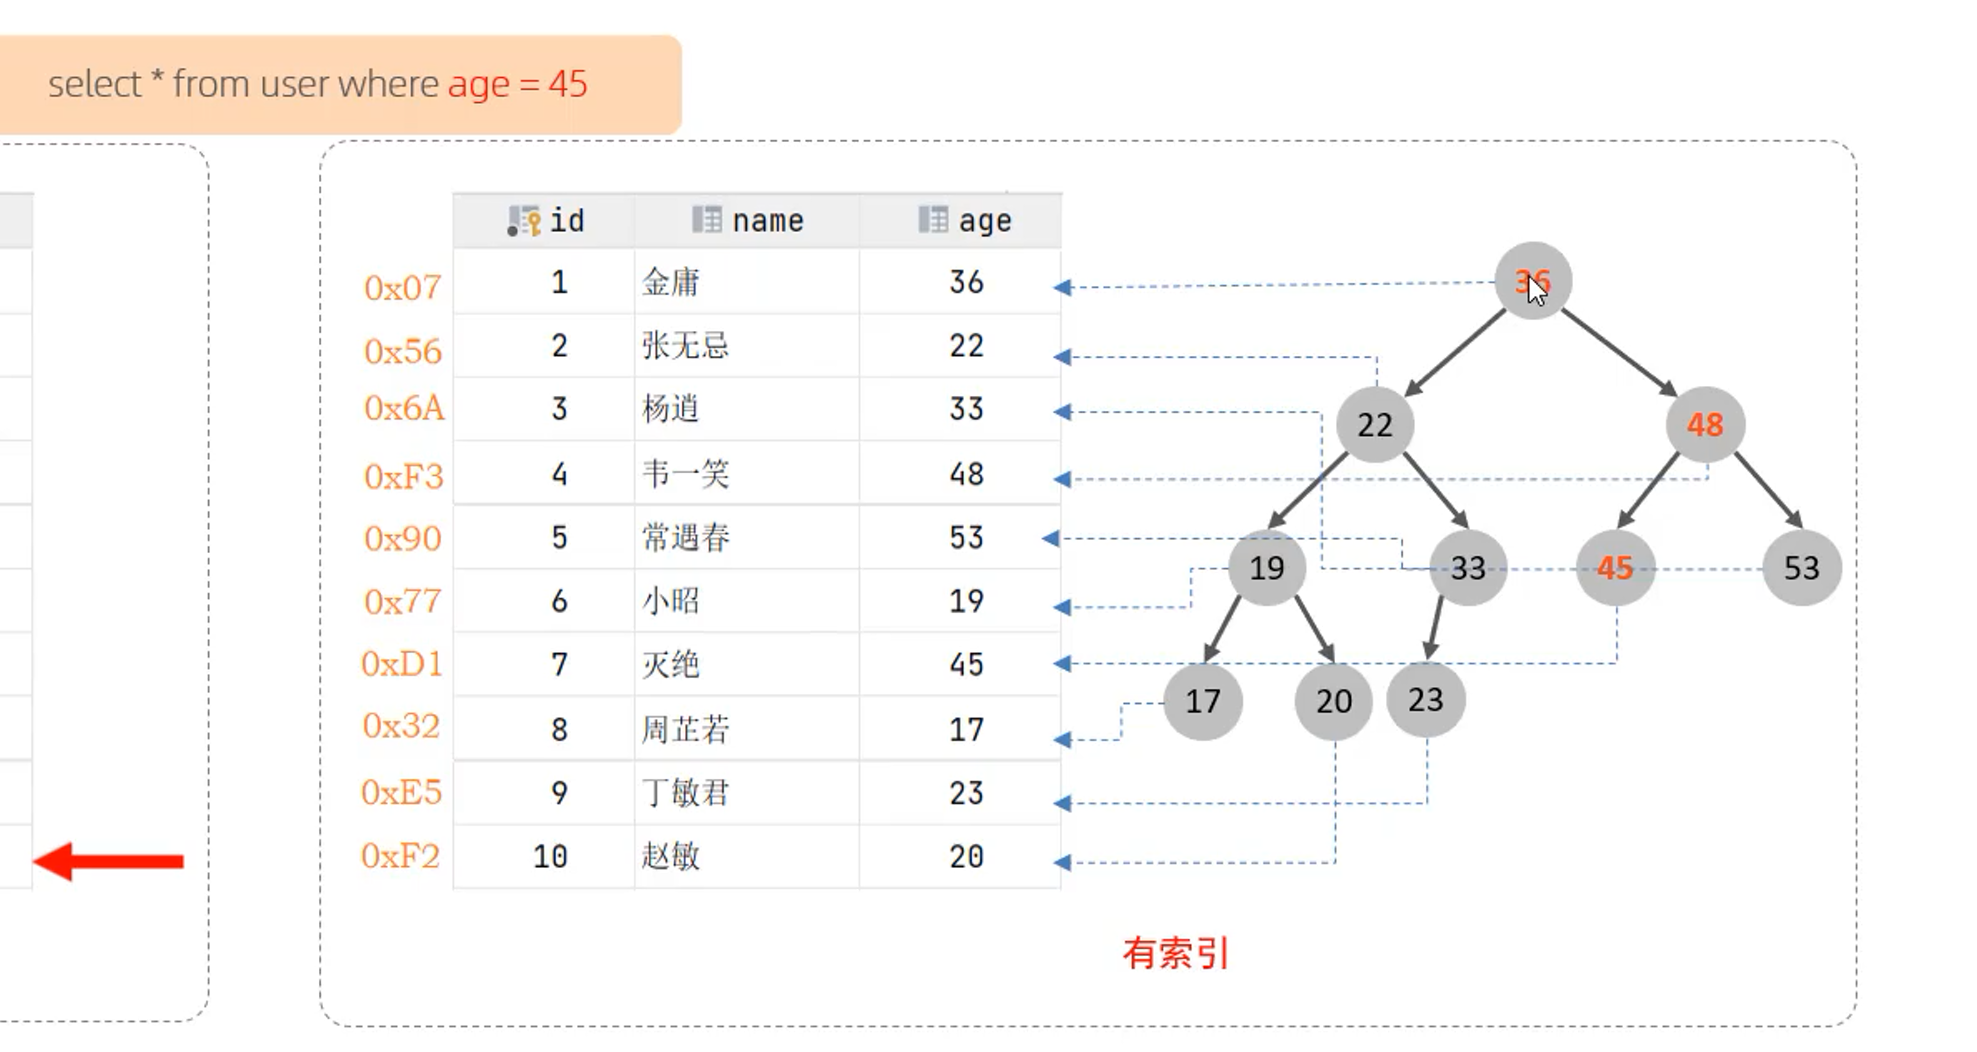 select * from user where age = 45
id name age
0x07 1 金庸 36
0x56 2 张无忌 22
0x6A 3 杨逍 33
0xF3 4 韦一笑 48
0x90 5 常遇春 53
0x77 6 小昭 19
0xD1 7 灭绝 45
0x32 8 周芷若 17
0xE5 9 丁敏君 23
0xF2 10 赵敏 20
36
22 48
19 33 45 53
17 20 23
有索引